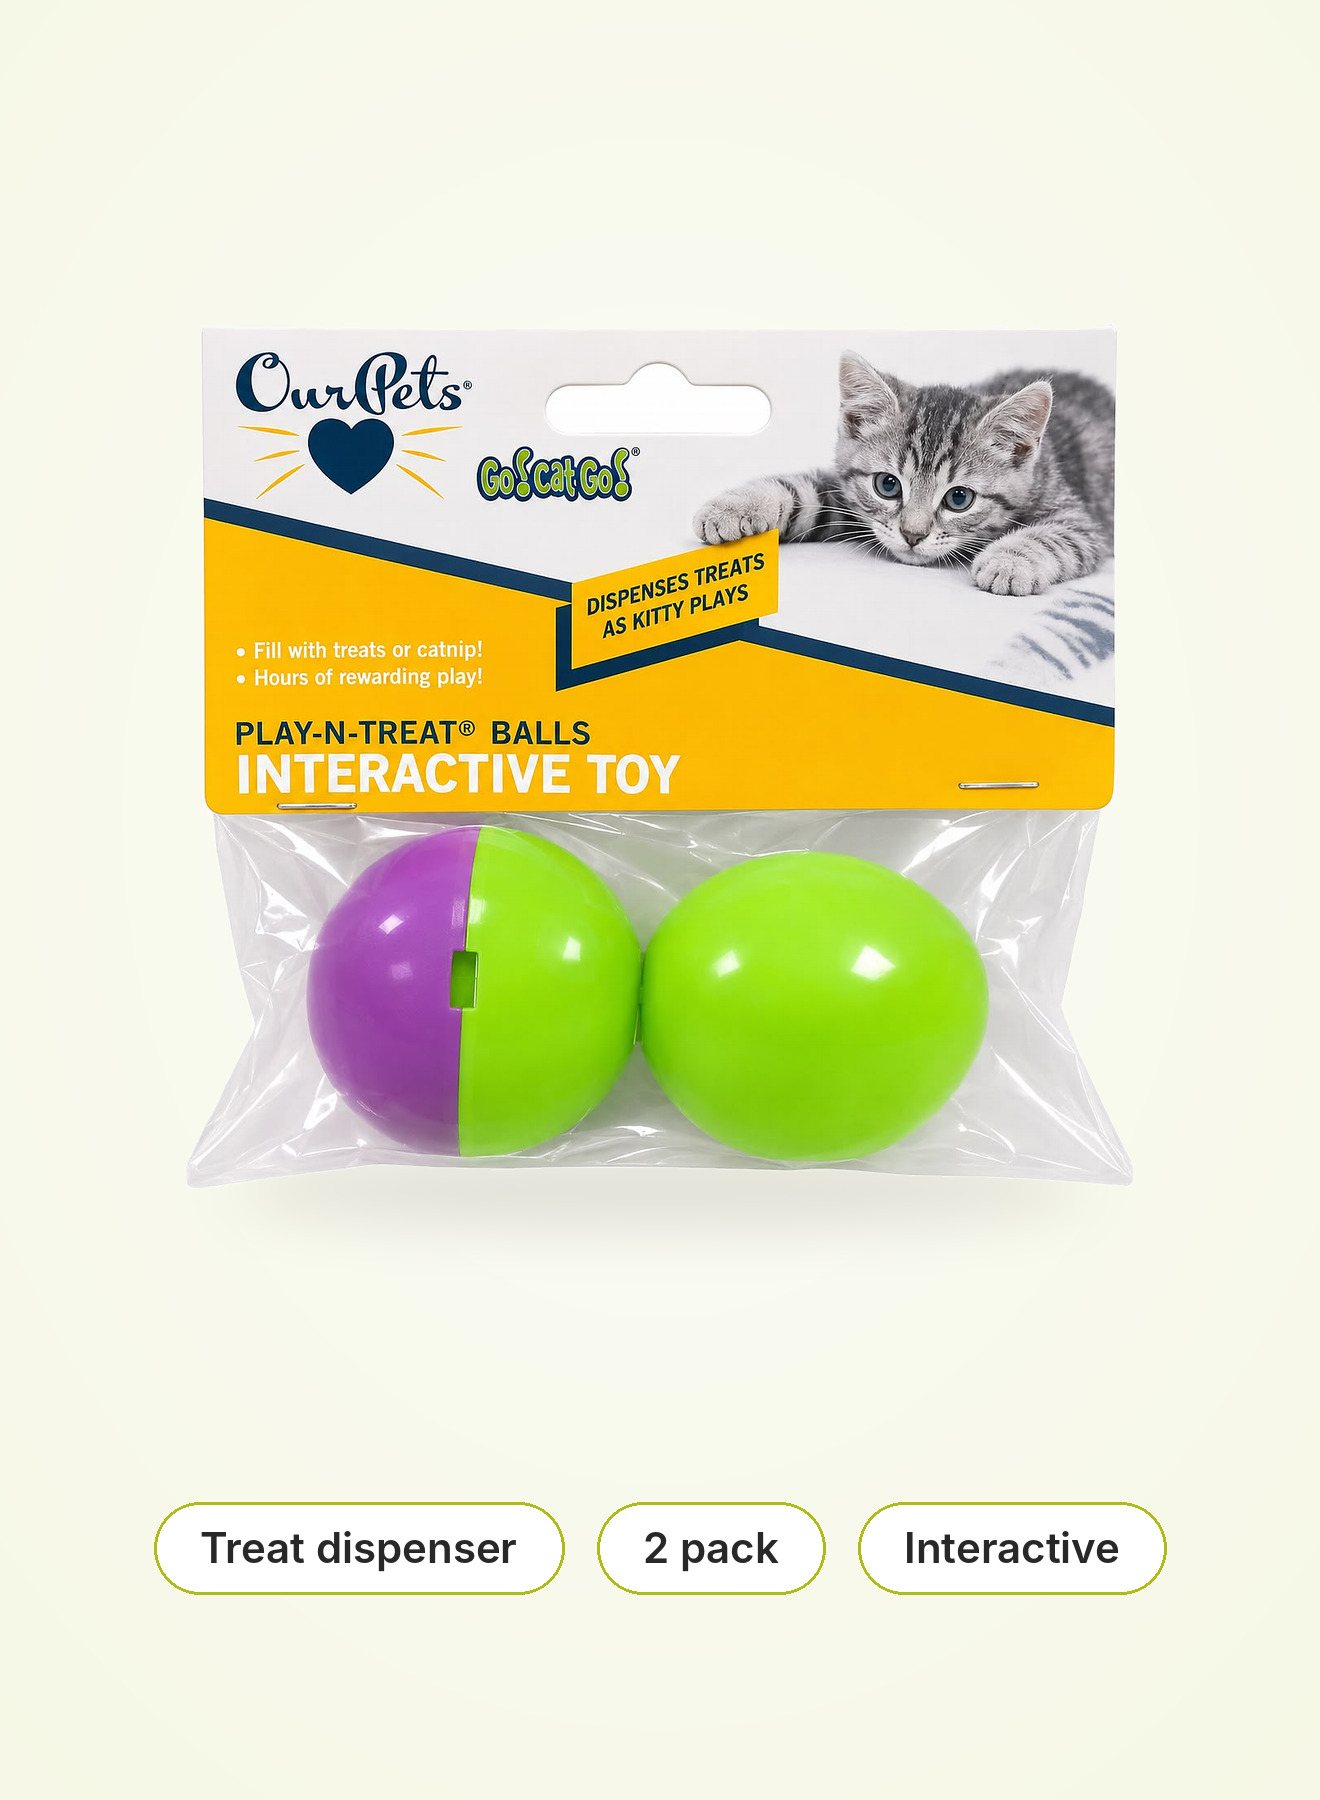 OurPets®
Go!Cat Go!®
DISPENSES TREATS
AS KITTY PLAYS
• Fill with treats or catnip!
• Hours of rewarding play!
PLAY-N-TREAT® BALLS
INTERACTIVE TOY
Treat dispenser
2 pack
Interactive